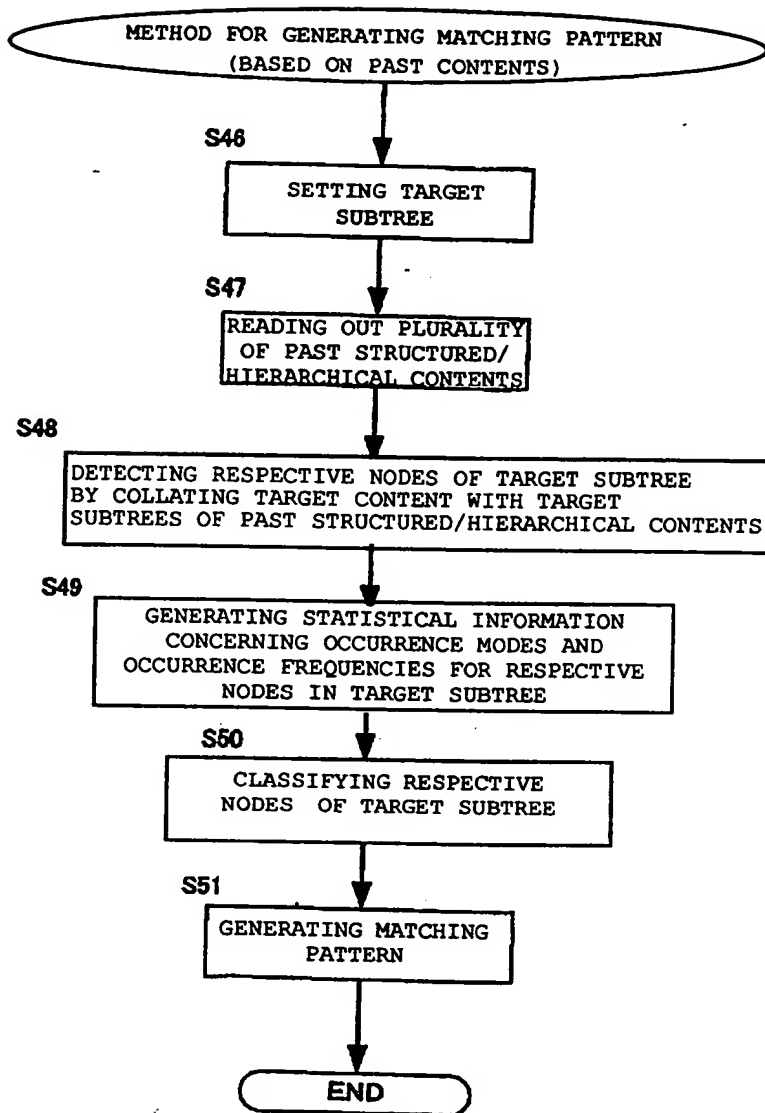 METHOD FOR GENERATING MATCHING PATTERN
(BASED ON PAST CONTENTS)
S46
SETTING TARGET
SUBTREE
S47
READING OUT PLURALITY
OF PAST STRUCTURED/
HIERARCHICAL CONTENTS
S48
DETECTING RESPECTIVE NODES OF TARGET SUBTREE
BY COLLATING TARGET CONTENT WITH TARGET
SUBTREES OF PAST STRUCTURED/HIERARCHICAL CONTENTS
S49
GENERATING STATISTICAL INFORMATION
CONCERNING OCCURRENCE MODES AND
OCCURRENCE FREQUENCIES FOR RESPECTIVE
NODES IN TARGET SUBTREE
S50
CLASSIFYING RESPECTIVE
NODES OF TARGET SUBTREE
S51
GENERATING MATCHING
PATTERN
END